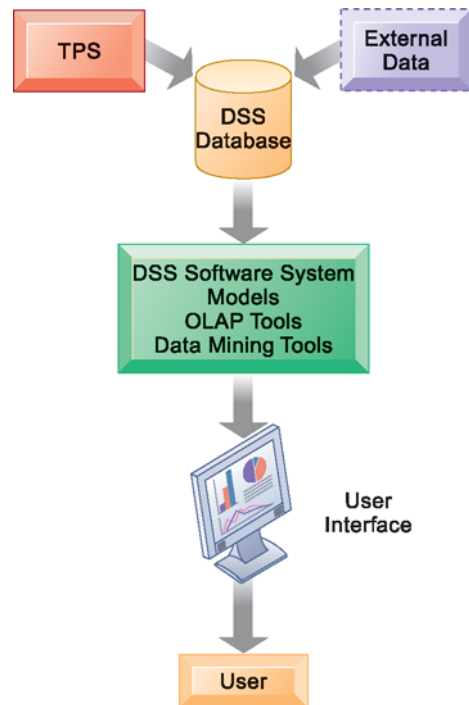 TPS
External
Data
DSS
Database
DSS Software System
Models
OLAP Tools
Data Mining Tools
User
Interface
User